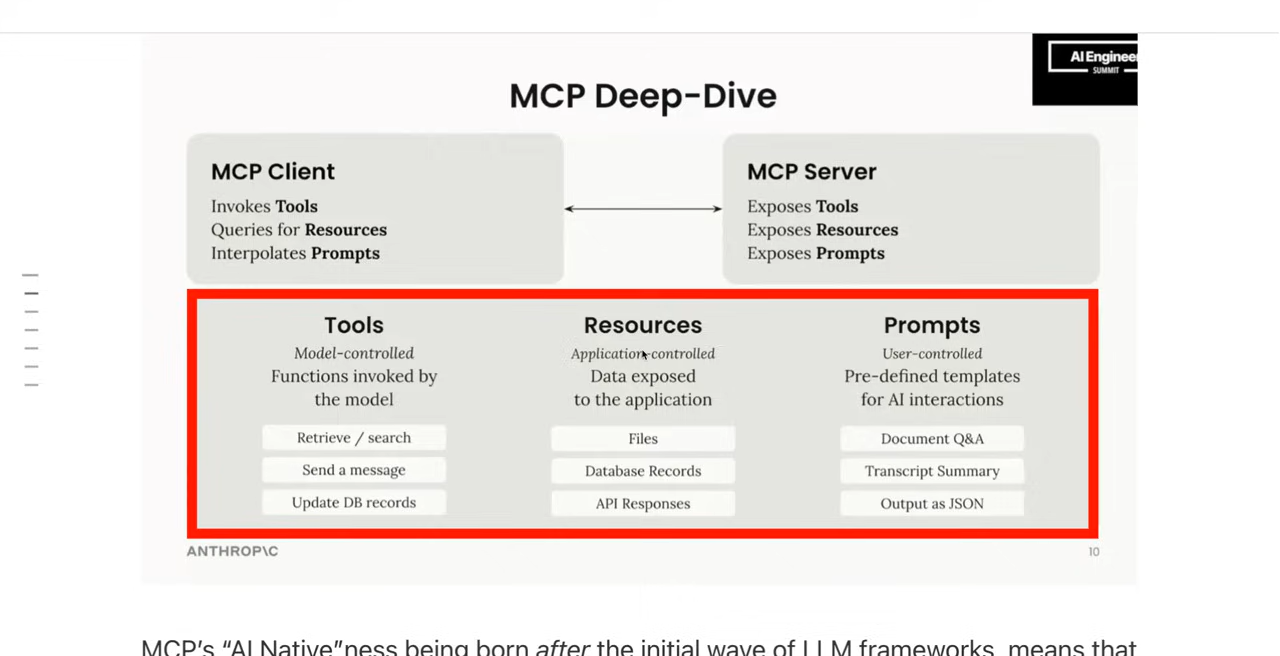 AI Enginee
SUMMIT
MCP Deep-Dive
MCP Client
Invokes Tools
Queries for Resources
Interpolates Prompts
MCP Server
Exposes Tools
Exposes Resources
Exposes Prompts
Tools
Model-controlled
Functions invoked by
the model
Retrieve / search
Send a message
Update DB records
Resources
Application-controlled
Data exposed
to the application
Files
Database Records
API Responses
Prompts
User-controlled
Pre-defined templates
for AI interactions
Document Q&A
Transcript Summary
Output as JSON
ANTHROP\C
10
MCP's “AI Native”ness being born after the initial wave of LLM frameworks, means that